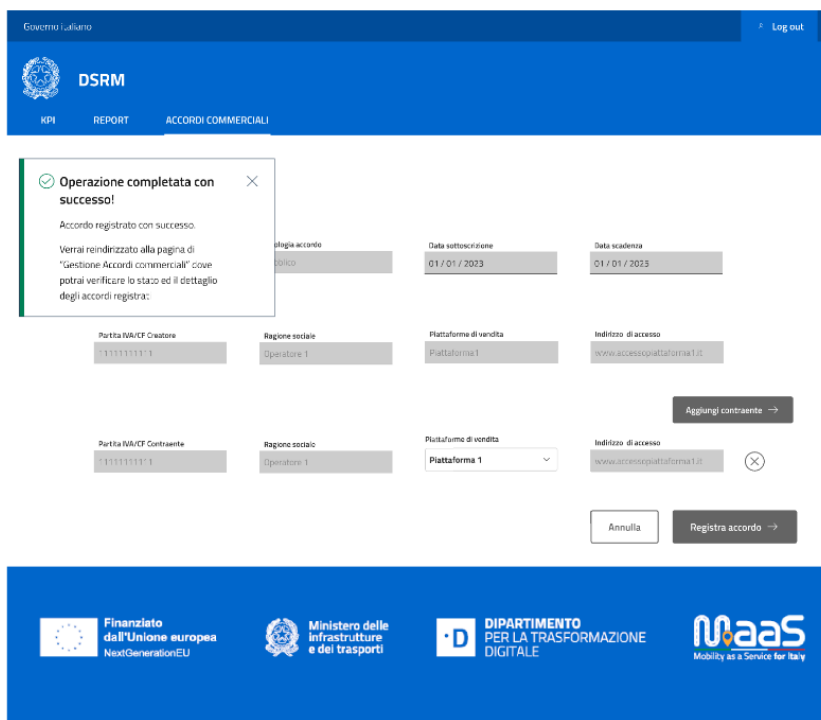 Governo italiano
Log out
DSRM
KPI REPORT ACCORDI COMMERCIALI
Operazione completata con
successo!
Accordo registrato con successo.
Verrai reindirizzato alla pagina di
"Gestione Accordi commerciali" dove
potrai verificare lo stato ed il dettaglio
degli accordi registrat
ologia accordo Data sottoscrizione Data scadenza
bblico 01 / 01 / 2023 01 / 01 / 2023
Partita IVA/CF Creatore Ragione sociale Piattaforme di vendita Indirizzo di accesso
11111111111 Operatore 1 Piattaforma1 www.accessopiattaforma1.it
Aggiungi contraente →
Partita IVA/CF Contraente Ragione sociale Piattaforme di vendita Indirizzo di accesso
11111111111 Operatore 1 Piattaforma 1 www.accessopiattaforma1.it
Annulla Registra accordo →
Finanziato
dall'Unione europea
NextGenerationEU
Ministero delle
infrastrutture
e dei trasporti
·D
DIPARTIMENTO
PER LA TRASFORMAZIONE
DIGITALE
MaaS
Mobility as a Service for Italy